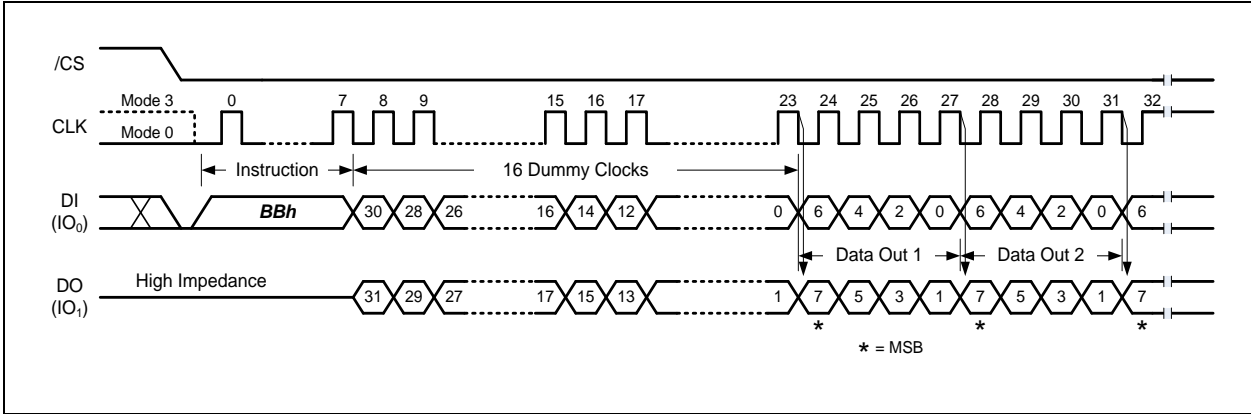 /CS
Mode 3 0 7 8 9 15 16 17 23 24 25 26 27 28 29 30 31 32
CLK
Mode 0
Instruction 16 Dummy Clocks
DI
(IO0)
BBh 30 28 26 16 14 12 0 6 4 2 0 6 4 2 0 6
Data Out 1 Data Out 2
DO
(IO1)
High Impedance
31 29 27 17 15 13 1 7 5 3 1 7 5 3 1 7
* * *
* = MSB